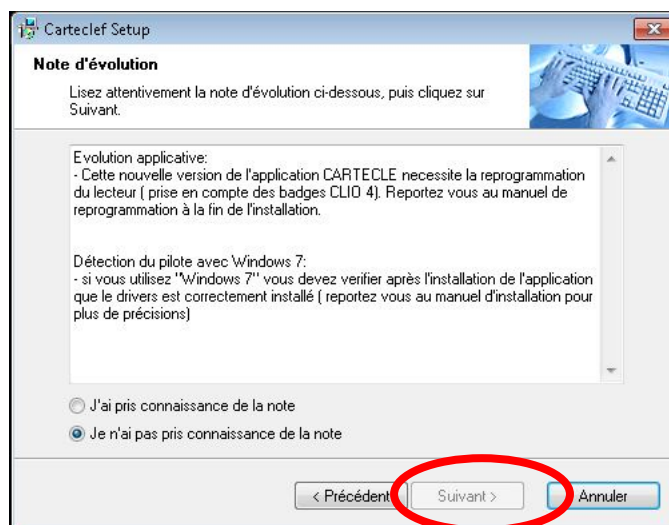 Carteclef Setup
Note d'évolution
Lisez attentivement la note d'évolution ci-dessous, puis cliquez sur
Suivant.
Evolution applicative:
- Cette nouvelle version de l'application CARTECLE necessite la reprogrammation
du lecteur ( prise en compte des badges CLIO 4). Reportez vous au manuel de
reprogrammation à la fin de l'installation.
Détection du pilote avec Windows 7:
- si vous utilisez "Windows 7" vous devez verifier après l'installation de l'application
que le drivers est correctement installé ( reportez vous au manuel d'installation pour
plus de précisions)
J'ai pris connaissance de la note
Je n'ai pas pris connaissance de la note
< Précédent Suivant > Annuler